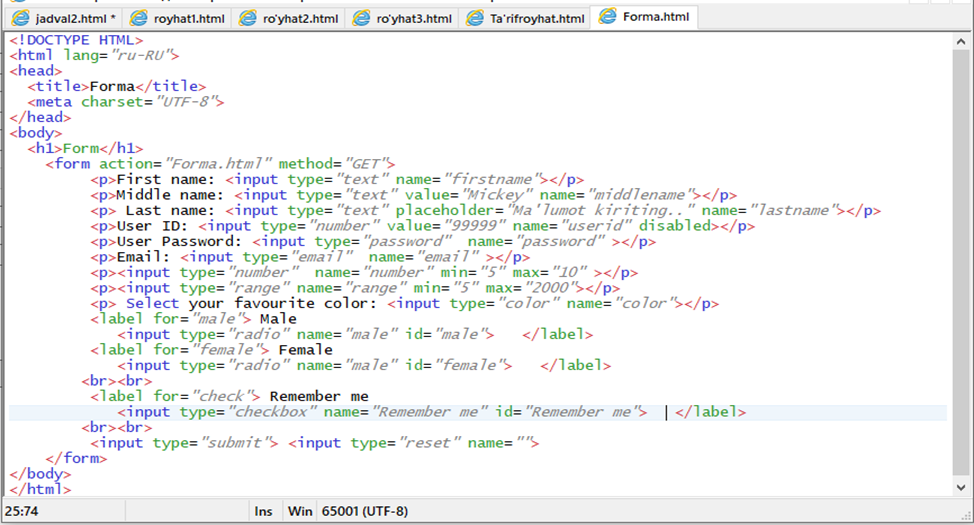 jadval2.html * royhat1.html ro'yhat2.html ro'yhat3.html Ta'rifroyhat.html Forma.html
<!DOCTYPE HTML>
<html lang="ru-RU">
<head>
<title>Forma</title>
<meta charset="UTF-8">
</head>
<body>
<h1>Form</h1>
<form action="Forma.html" method="GET">
<p>First name: <input type="text" name="firstname"></p>
<p>Middle name: <input type="text" value="Mickey" name="middlename"></p>
<p> Last name: <input type="text" placeholder="Ma'lumot kiriting.." name="lastname"></p>
<p>User ID: <input type="number" value="99999" name="userid" disabled></p>
<p>User Password: <input type="password"  name="password" ></p>
<p>Email: <input type="email"  name="email" ></p>
<p><input type="number"  name="number" min="5" max="10" ></p>
<p><input type="range" name="range" min="5" max="2000"></p>
<p> Select your favourite color: <input type="color" name="color"></p>
<label for="male"> Male
<input type="radio" name="male" id="male">   </label>
<label for="female"> Female
<input type="radio" name="male" id="female">   </label>
<br><br>
<label for="check"> Remember me
<input type="checkbox" name="Remember me" id="Remember me">   </label>
<br><br>
<input type="submit"> <input type="reset" name="">
</form>
</body>
</html>
25:74 Ins Win 65001 (UTF-8)